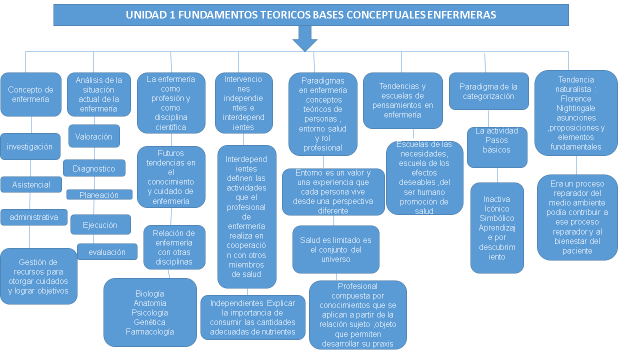 UNIDAD 1 FUNDAMENTOS TEORICOS BASES CONCEPTUALES ENFERMERAS
Concepto de
enfermería
investigación
Asistencial
administrativa
Gestión de
recursos para
otorgar cuidados
y lograr objetivos
Análisis de la
situación
actual de la
enfermería
Valoración
Diagnostico
Planeación
Ejecución
evaluación
La enfermería
como
profesión y
como
disciplina
científica
Futuros
tendencias en
el
conocimiento
y cuidado de
enfermería
Relación de
enfermería
con otras
disciplinas
Biología
Anatomía
Psicología
Genética
Farmacología
Intervencio
nes
independie
ntes e
interdepend
ientes
Interdepend
ientes
definen las
actividades
que el
profesional
de
enfermería
realiza en
cooperació
n con otros
miembros
de salud
Independientes Explicar
la importancia de
consumir las cantidades
adecuadas de nutrientes
Paradigmas
en enfermería
,conceptos
teóricos de
personas ,
entorno salud
y rol
profesional
Entorno es un valor y
una experiencia que
cada persona vive
desde una perspectiva
diferente
Salud es limitado es
el conjunto del
universo
Profesional
compuesta por
conocimientos que se
aplican a partir de la
relación sujeto ,objeto
que permiten
desarrollar su praxis
Tendencias y
escuelas de
pensamientos en
enfermería
Escuelas de las
necesidades,
escuela de los
efectos
deseables ,del
ser humano
promoción de
salud
Paradigma de la
categorización
La actividad
Pasos
básicos
Inactiva
Icónico
Simbólico
Aprendizaj
e por
descubrim
iento
Tendencia
naturalista :
Florence
Nightingale
asunciones
,proposiciones y
elementos
fundamentales
Era un proceso
reparador del
medio ambiente
podía contribuir a
ese proceso
reparador y al
bienestar del
paciente